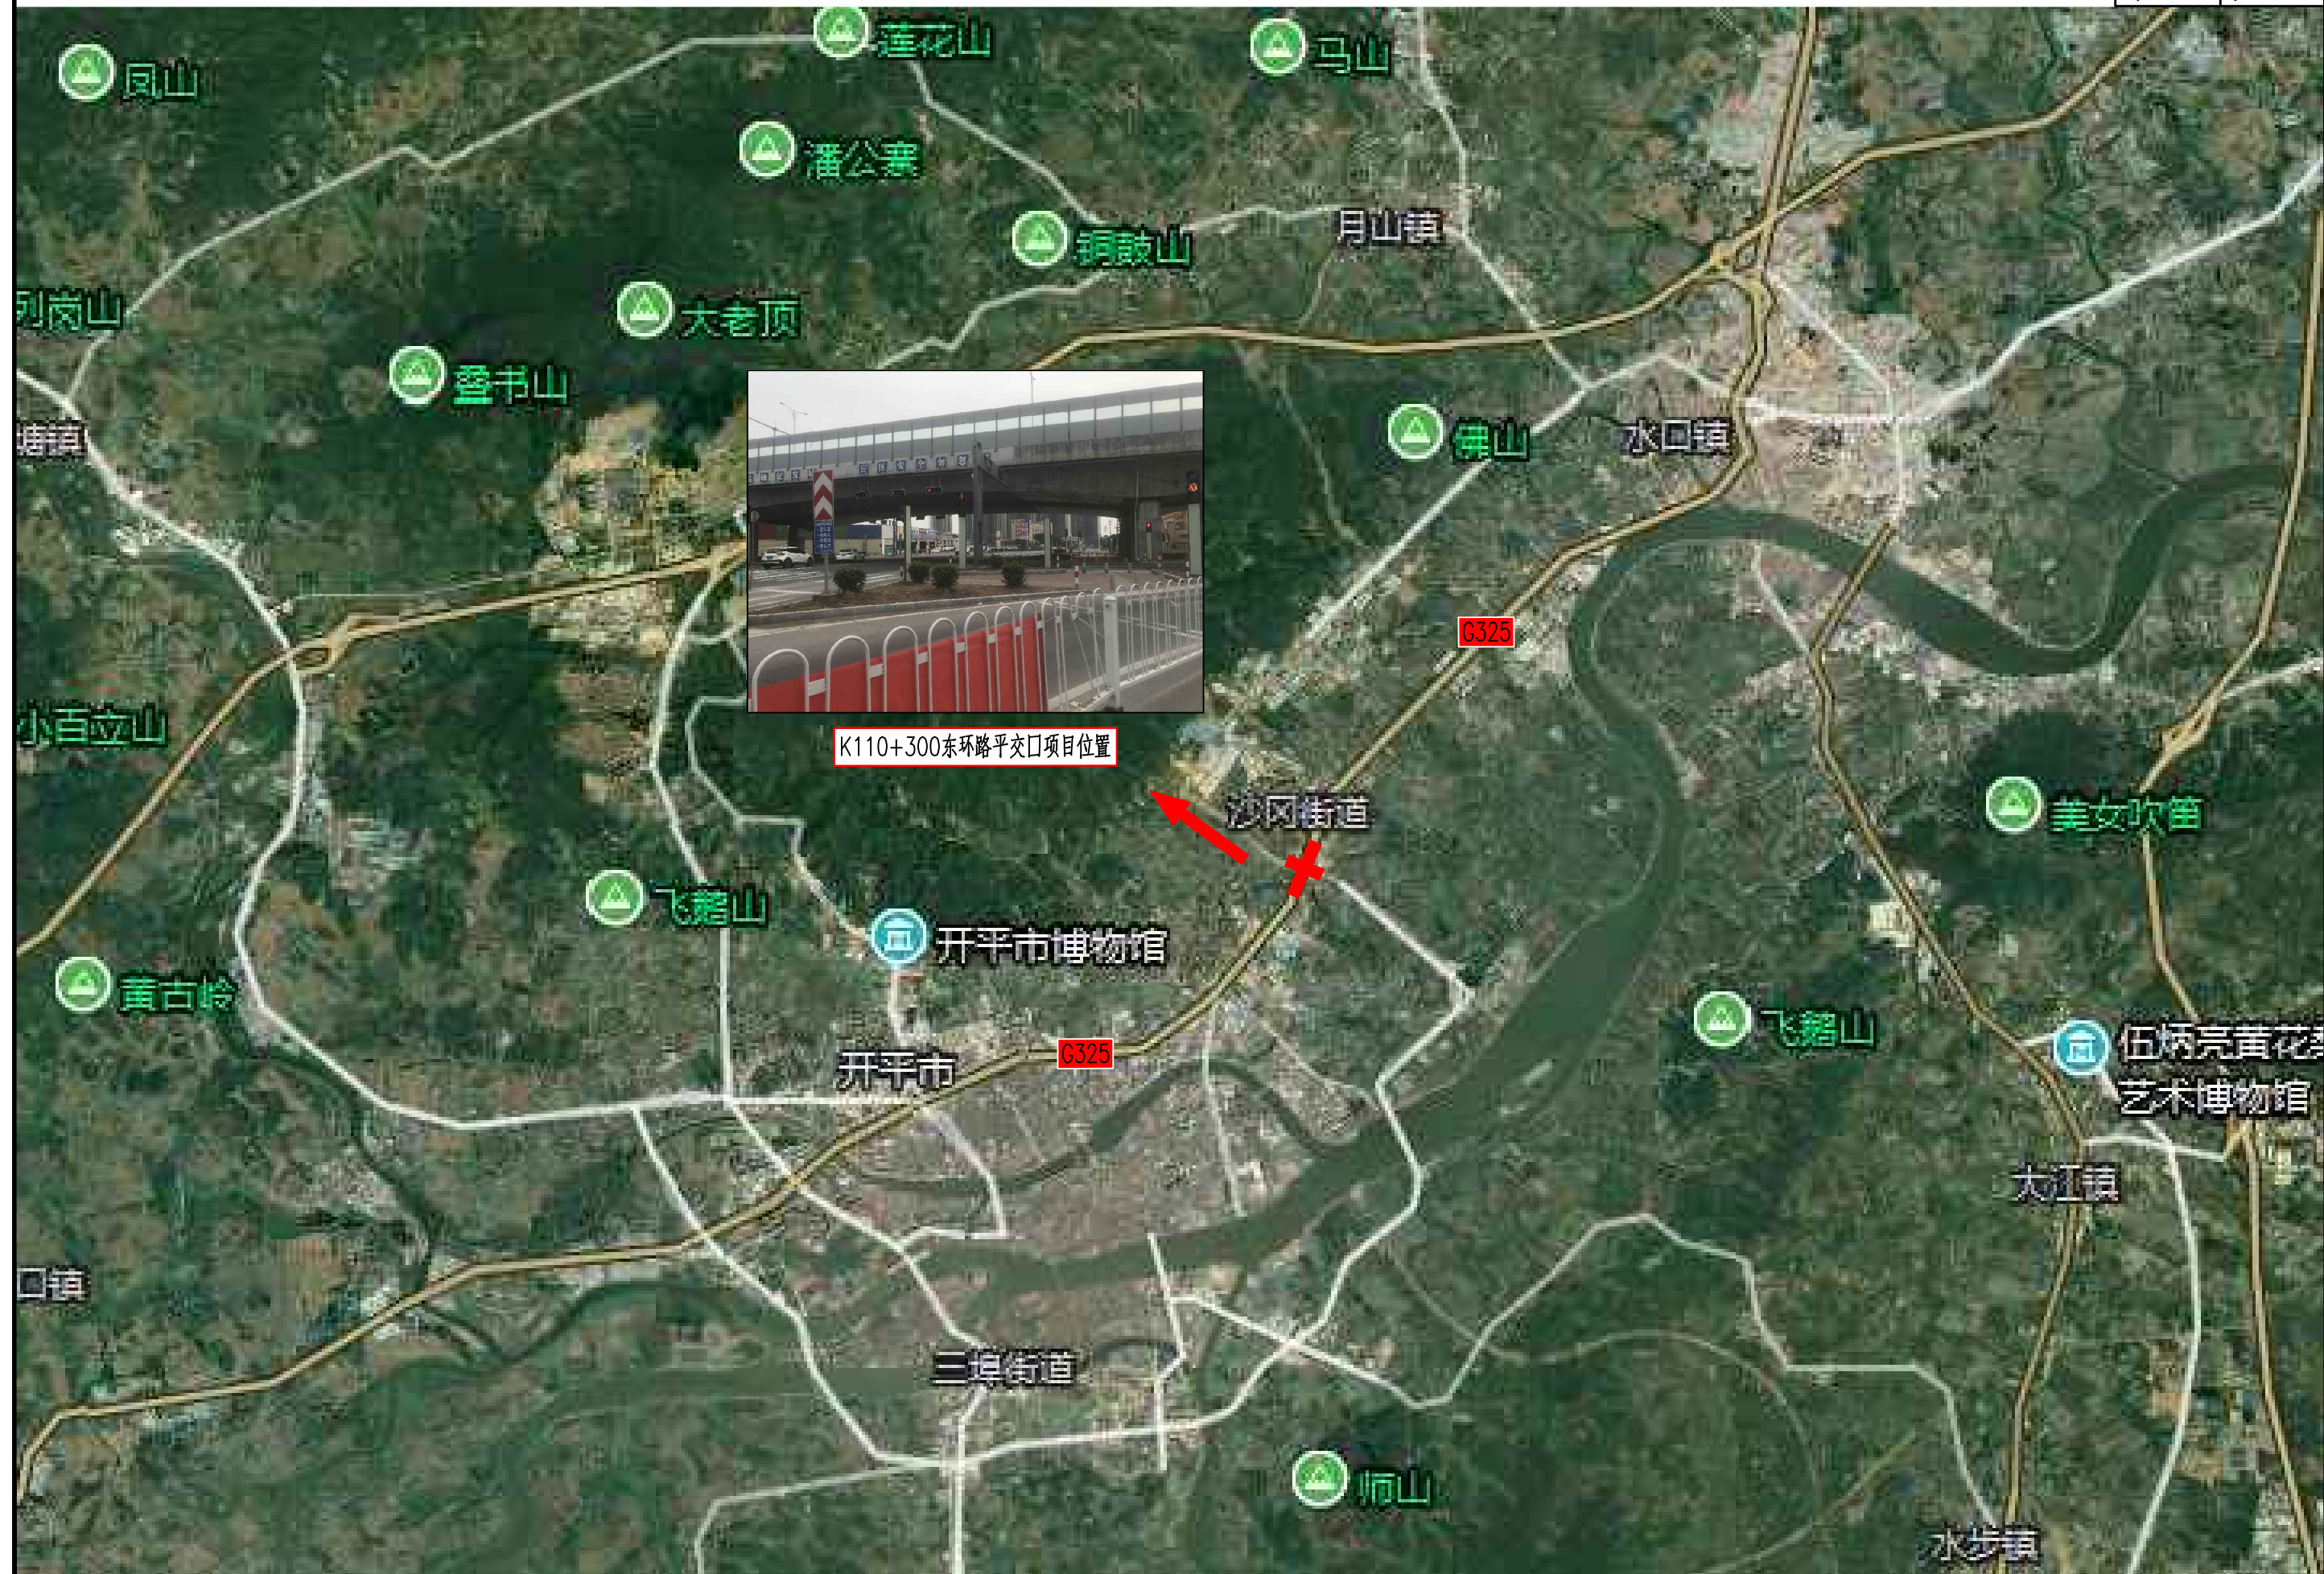 莲花山
马山
凤山
潘公寨
月山镇
铜鼓山
列岗山
大老顶
叠书山
塘镇
佛山
水口镇
G325
小百立山
K110+300东环路平交口项目位置
沙冈街道
美女吹笛
飞鹅山
开平市博物馆
黄古岭
飞鹅山
伍炳亮黄花
艺术博物馆
G325
开平市
大江镇
口镇
三埠街道
师山
水步镇